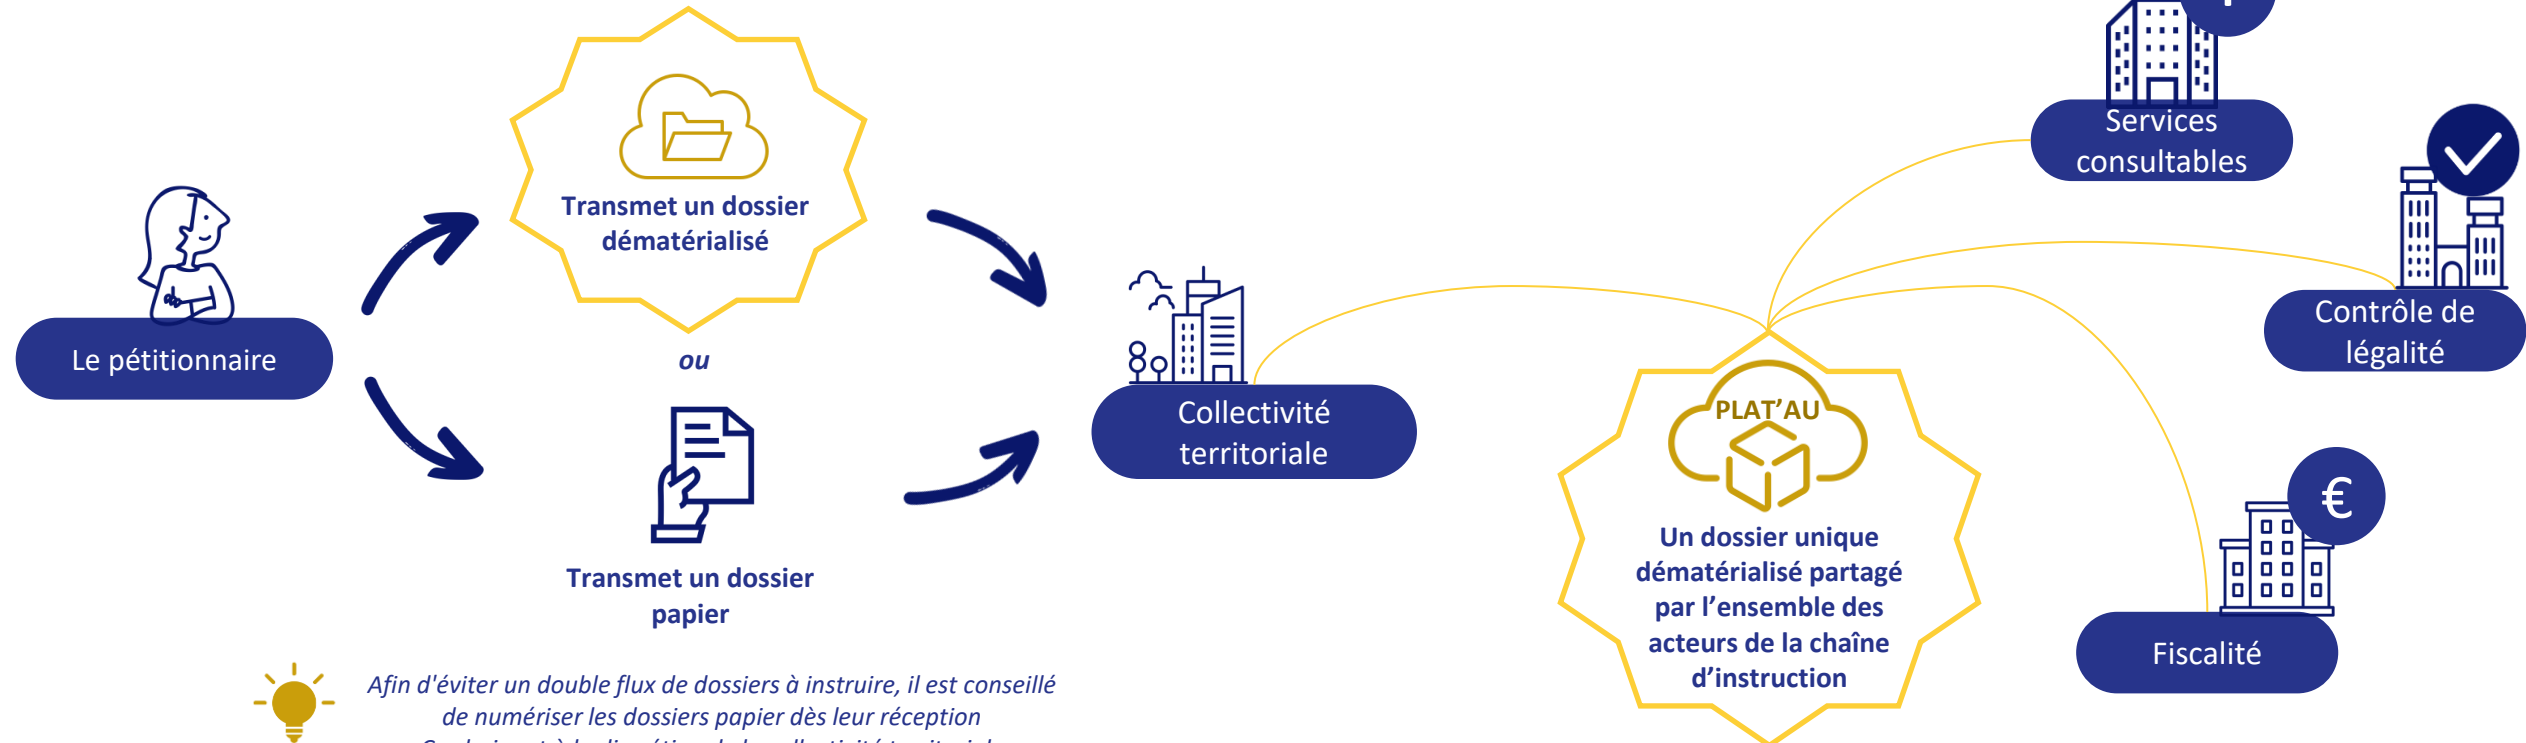 Le pétitionnaire
Transmet un dossier
dématérialisé
ou
Transmet un dossier
papier
Afin d'éviter un double flux de dossiers à instruire, il est conseillé
de numériser les dossiers papier dès leur réception
Collectivité
territoriale
PLAT'AU
Un dossier unique
dématérialisé partagé
par l’ensemble des
acteurs de la chaîne
d’instruction
Services
consultables
Contrôle de
légalité
€
Fiscalité